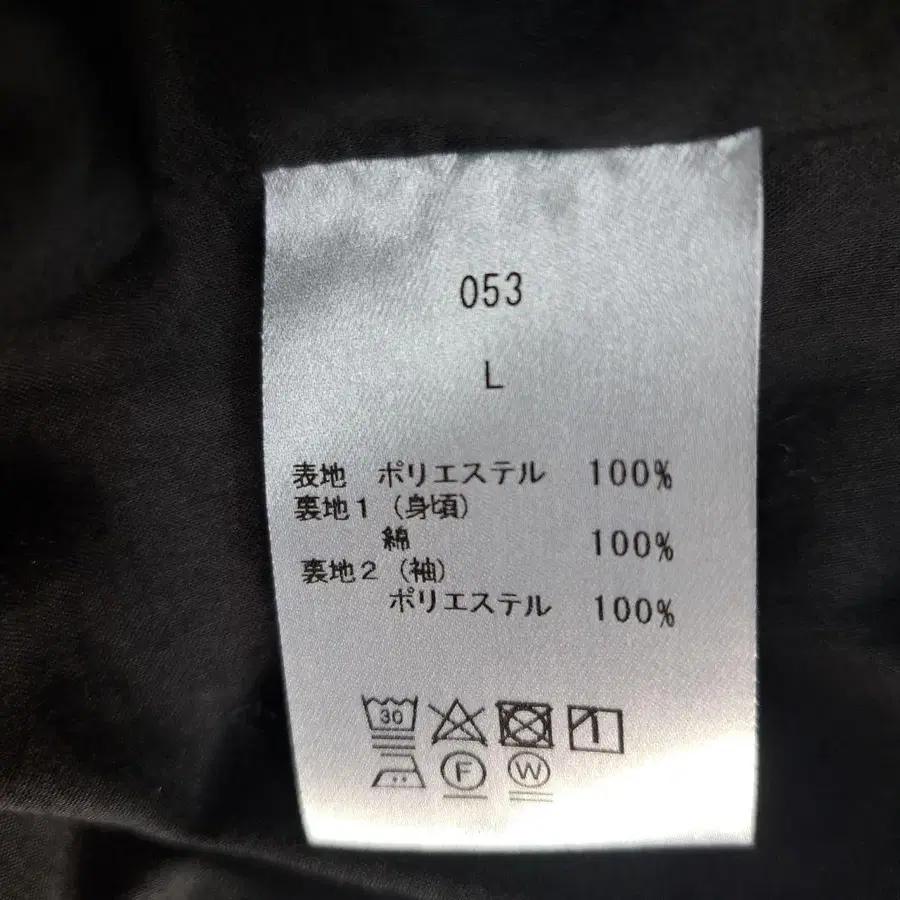 053
L
表地 ポリエステル 100%
裏地1 (身頃)
綿 100%
裏地2 (袖)
ポリエステル 100%
30
F W